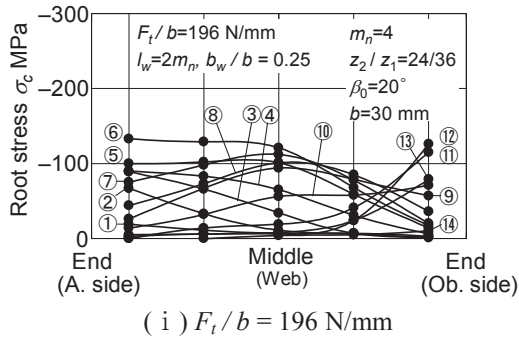 Root stress σc MPa
−300
−200
−100
0
Ft / b=196 N/mm
lw=2mn, bw / b = 0.25
mn=4
z2 / z1=24/36
β0=20°
b=30 mm
⑥
⑤
⑦
②
①
⑧
③
④
⑩
⑬
⑫
⑪
⑨
⑭
End
(A. side)
Middle
(Web)
End
(Ob. side)
( i ) Ft / b = 196 N/mm